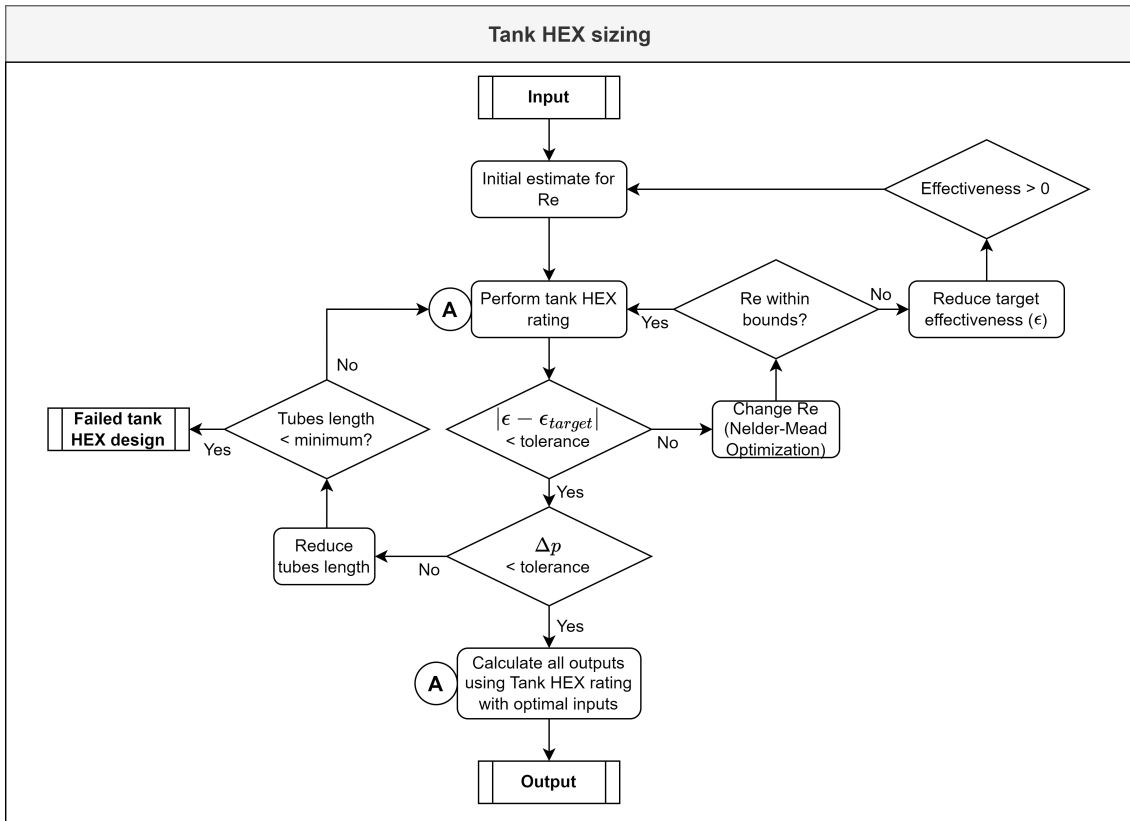 Tank HEX sizing
Input
Initial estimate for
Re
Effectiveness > 0
A
Perform tank HEX
rating
Re within
bounds?
Yes
No
Reduce target
effectiveness (ϵ)
No
Failed tank
HEX design
Yes
Tubes length
< minimum?
|ϵ − ϵ_{target}|
< tolerance
No
Change Re
(Nelder-Mead
Optimization)
Yes
Reduce
tubes length
No
Δp
< tolerance
Yes
A
Calculate all outputs
using Tank HEX rating
with optimal inputs
Output